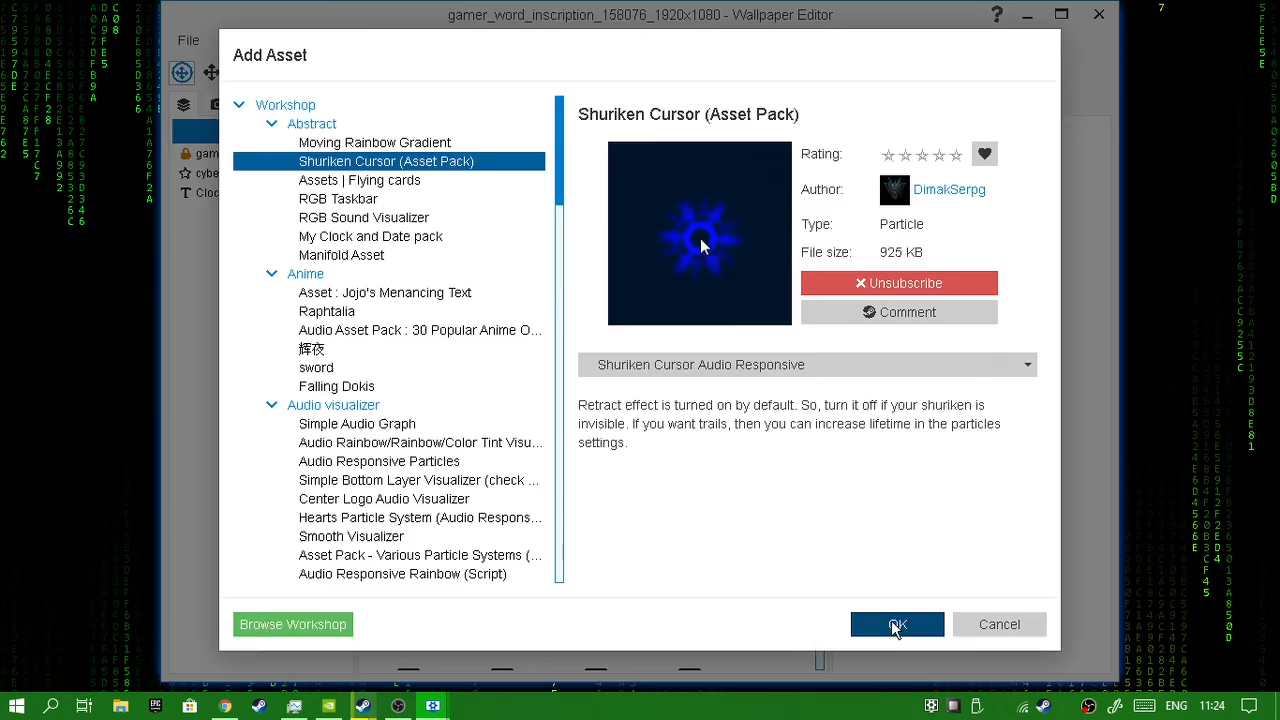 gamer_word_inscription_158076_1920x1080 - Wallpaper Editor
?
File
Add Asset
gam
cybe
Cloc
Workshop
Abstract
Moving Rainbow Gradient
Shuriken Cursor (Asset Pack)
Assets | Flying cards
RGB Taskbar
RGB Sound Visualizer
My Clock and Date pack
Manifold Asset
Anime
Asset : Jojo's Menancing Text
Raphtalia
Audio Asset Pack : 30 Popular Anime O...
輝夜
sword
Falling Dokis
Audio visualizer
Simple Audio Graph
Audio Rainbow/Rainbow/Color Tint Visu...
Audio Responsive Particles
Simple Bottom Layer Visualizer (check ...
Center Logo Audio Visualizer
Hearts Particle System (Audio Respons...
Smooth Visualizer
Asset Pack - Various Particle Systems (...
Audio Responsive Rainbow (Script)
Shuriken Cursor (Asset Pack)
Rating:
Author: DimakSerpg
Type: Particle
File size: 925 KB
Unsubscribe
Comment
Shuriken Cursor Audio Responsive
Retract effect is turned on by default. So, turn it off if your shuriken is
invisible. If you want trails, then you can increase lifetime in the particles
settings.
Browse Workshop
OK
Cancel
EPIC
ENG
11:24